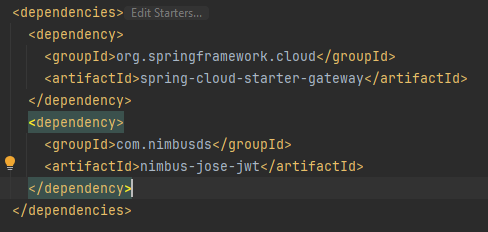 <dependencies> Edit Starters...
<dependency>
<groupId>org.springframework.cloud</groupId>
<artifactId>spring-cloud-starter-gateway</artifactId>
</dependency>
<dependency>
<groupId>com.nimbusds</groupId>
<artifactId>nimbus-jose-jwt</artifactId>
</dependency>
</dependencies>